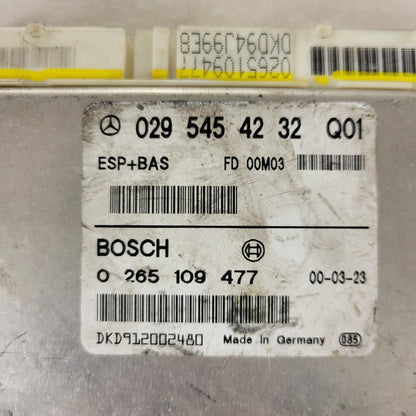 0265109477
DKD94J99E8
029 545 42 32 Q01
ESP+BAS FD 00M03
BOSCH
0 265 109 477 00-03-23
DKD912002480 Made In Germany 085